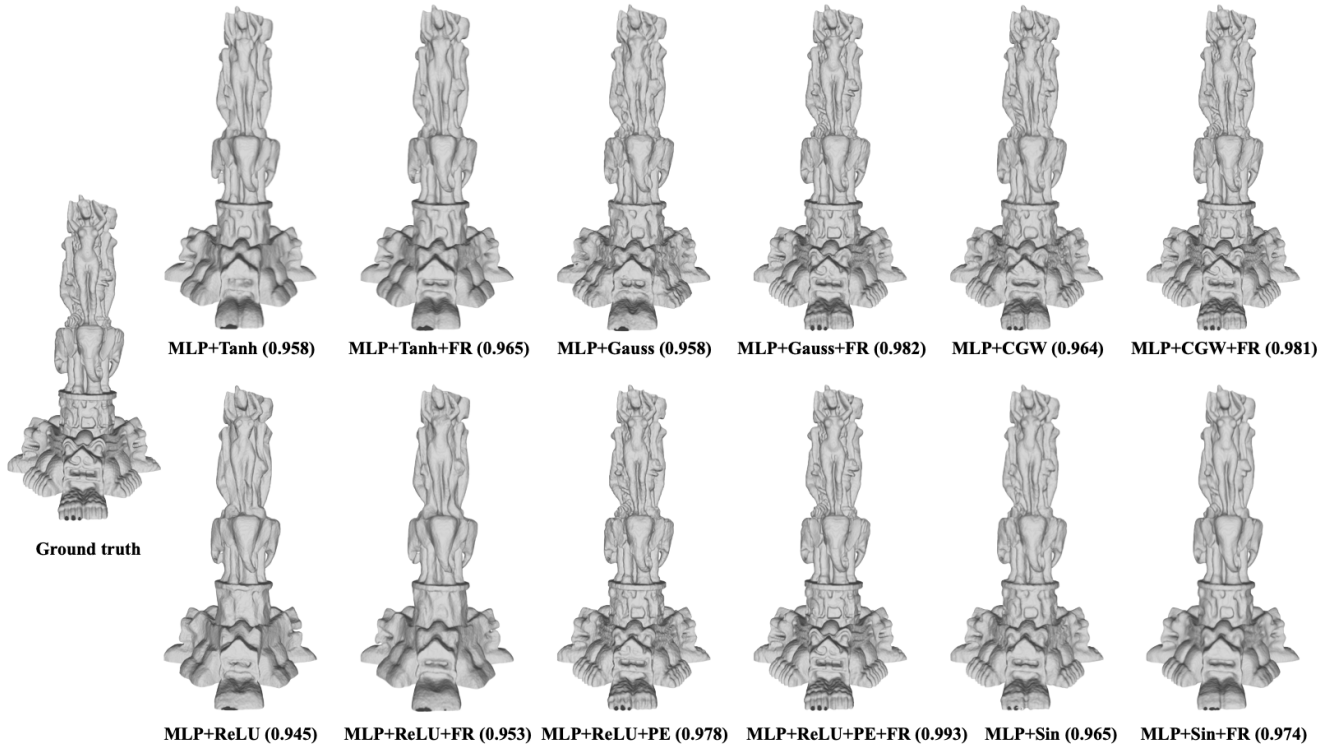 MLP+Tanh (0.958)
MLP+Tanh+FR (0.965)
MLP+Gauss (0.958)
MLP+Gauss+FR (0.982)
MLP+CGW (0.964)
MLP+CGW+FR (0.981)
Ground truth
MLP+ReLU (0.945)
MLP+ReLU+FR (0.953)
MLP+ReLU+PE (0.978)
MLP+ReLU+PE+FR (0.993)
MLP+Sin (0.965)
MLP+Sin+FR (0.974)